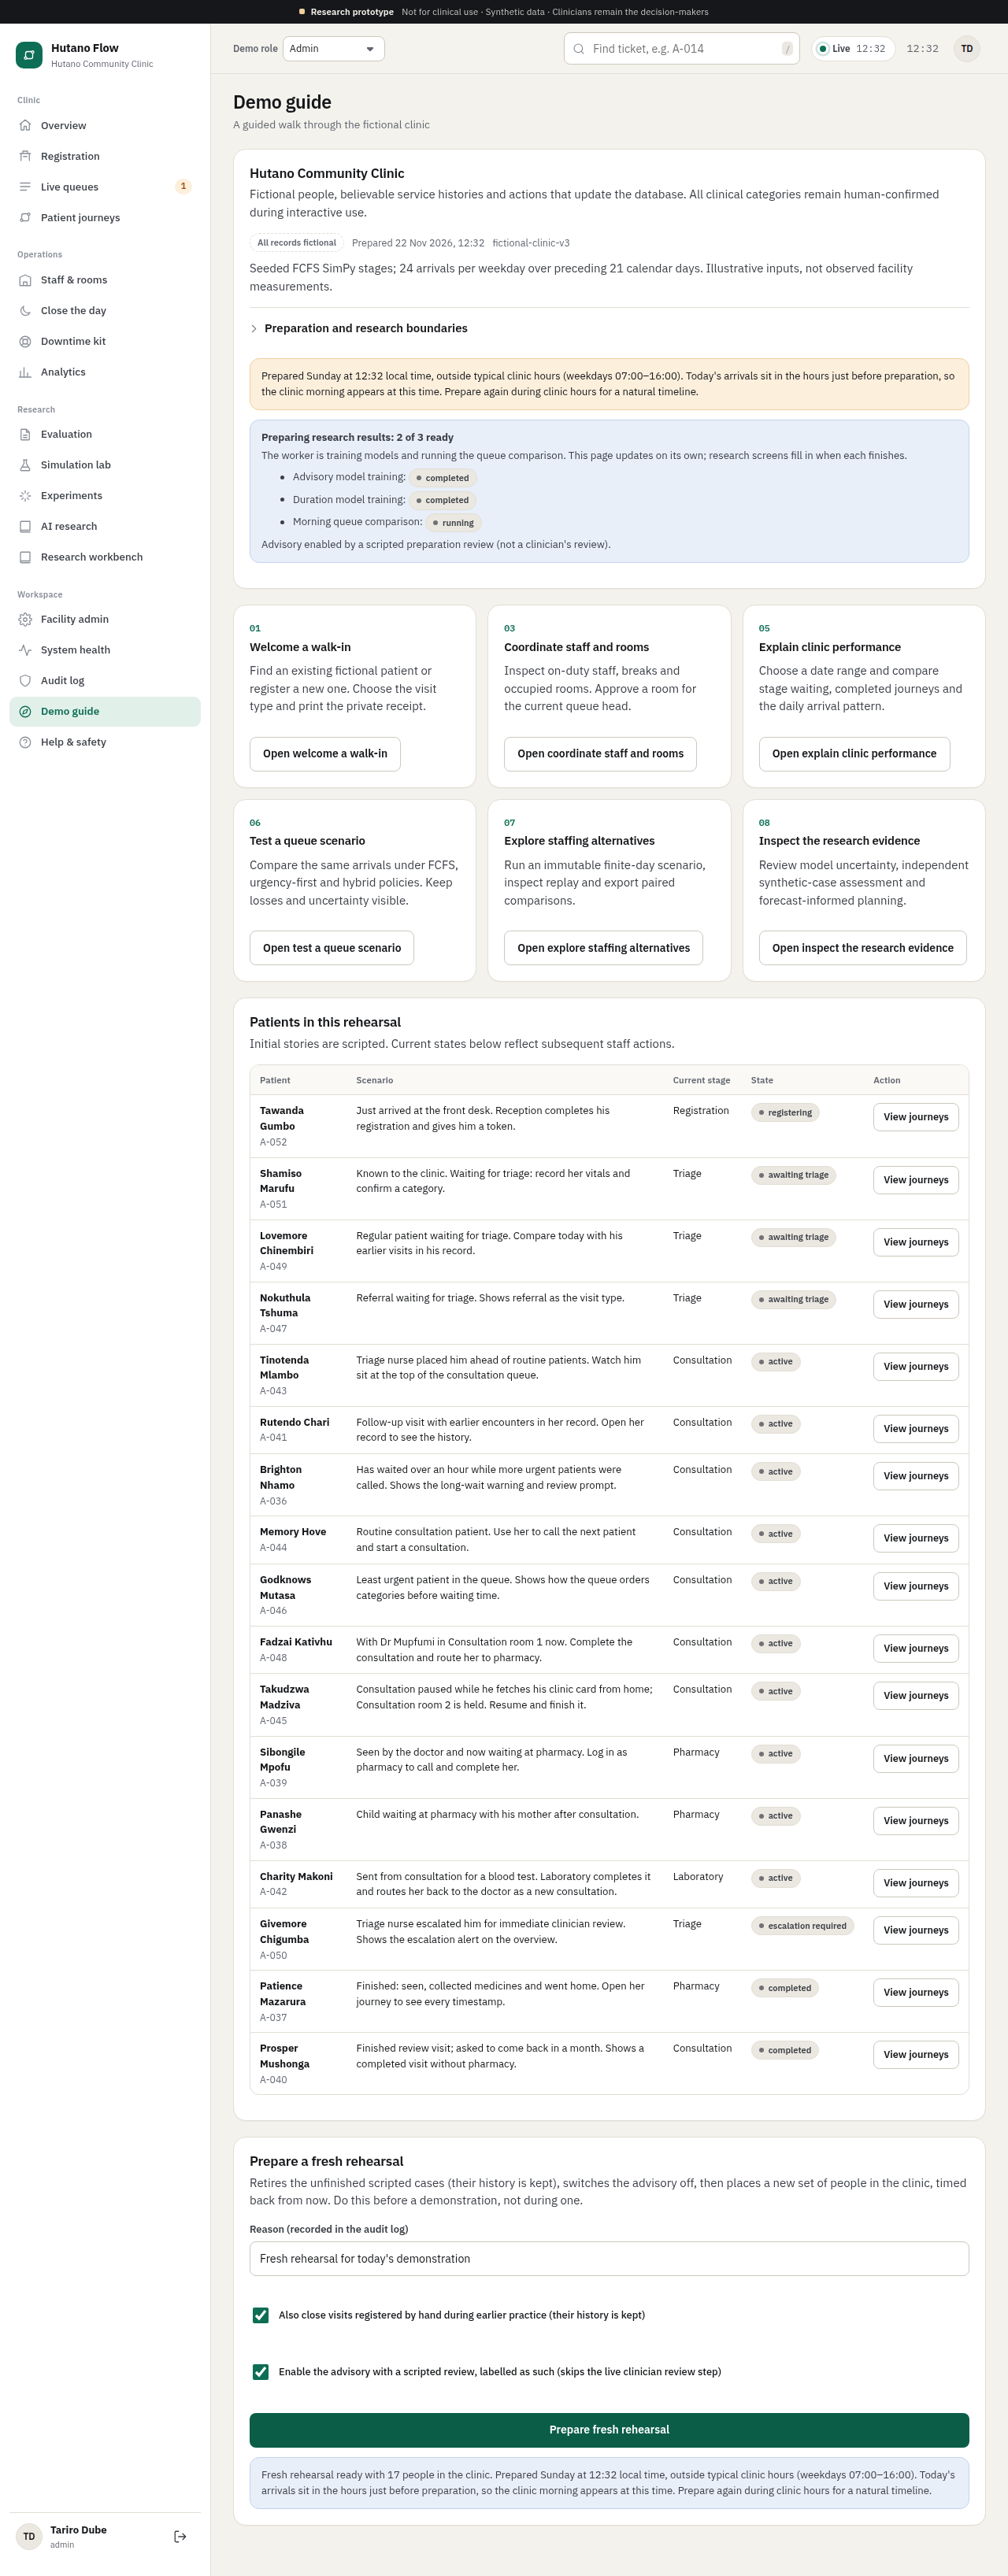 Research prototype Not for clinical use · Synthetic data · Clinicians remain the decision-makers
Hutano Flow
Hutano Community Clinic
Clinic
Overview
Registration
Live queues 1
Patient journeys
Operations
Staff & rooms
Close the day
Downtime kit
Analytics
Research
Evaluation
Simulation lab
Experiments
AI research
Research workbench
Workspace
Facility admin
System health
Audit log
Demo guide
Help & safety
TD
Tariro Dube
admin
Demo role Admin
Find ticket, e.g. A-014 /
Live 12:32 12:32 TD
Demo guide
A guided walk through the fictional clinic
Hutano Community Clinic
Fictional people, believable service histories and actions that update the database. All clinical categories remain human-confirmed
during interactive use.
All records fictional Prepared 22 Nov 2026, 12:32 fictional-clinic-v3
Seeded FCFS SimPy stages; 24 arrivals per weekday over preceding 21 calendar days. Illustrative inputs, not observed facility
measurements.
Preparation and research boundaries
Prepared Sunday at 12:32 local time, outside typical clinic hours (weekdays 07:00–16:00). Today's arrivals sit in the hours just before preparation, so
the clinic morning appears at this time. Prepare again during clinic hours for a natural timeline.
Preparing research results: 2 of 3 ready
The worker is training models and running the queue comparison. This page updates on its own; research screens fill in when each finishes.
Advisory model training: completed
Duration model training: completed
Morning queue comparison: running
Advisory enabled by a scripted preparation review (not a clinician's review).
01
Welcome a walk-in
Find an existing fictional patient or
register a new one. Choose the visit
type and print the private receipt.
Open welcome a walk-in
03
Coordinate staff and rooms
Inspect on-duty staff, breaks and
occupied rooms. Approve a room for
the current queue head.
Open coordinate staff and rooms
05
Explain clinic performance
Choose a date range and compare
stage waiting, completed journeys and
the daily arrival pattern.
Open explain clinic performance
06
Test a queue scenario
Compare the same arrivals under FCFS,
urgency-first and hybrid policies. Keep
losses and uncertainty visible.
Open test a queue scenario
07
Explore staffing alternatives
Run an immutable finite-day scenario,
inspect replay and export paired
comparisons.
Open explore staffing alternatives
08
Inspect the research evidence
Review model uncertainty, independent
synthetic-case assessment and
forecast-informed planning.
Open inspect the research evidence
Patients in this rehearsal
Initial stories are scripted. Current states below reflect subsequent staff actions.
Patient Scenario Current stage State Action
Tawanda Just arrived at the front desk. Reception completes his Registration registering View journeys
Gumbo registration and gives him a token.
A-052
Shamiso Known to the clinic. Waiting for triage: record her vitals and Triage awaiting triage View journeys
Marufu confirm a category.
A-051
Lovemore Regular patient waiting for triage. Compare today with his Triage awaiting triage View journeys
Chinembiri earlier visits in his record.
A-049
Nokuthula Referral waiting for triage. Shows referral as the visit type. Triage awaiting triage View journeys
Tshuma
A-047
Tinotenda Triage nurse placed him ahead of routine patients. Watch him Consultation active View journeys
Mlambo sit at the top of the consultation queue.
A-043
Rutendo Chari Follow-up visit with earlier encounters in her record. Open her Consultation active View journeys
A-041 record to see the history.
Brighton Has waited over an hour while more urgent patients were Consultation active View journeys
Nhamo called. Shows the long-wait warning and review prompt.
A-036
Memory Hove Routine consultation patient. Use her to call the next patient Consultation active View journeys
A-044 and start a consultation.
Godknows Least urgent patient in the queue. Shows how the queue orders Consultation active View journeys
Mutasa categories before waiting time.
A-046
Fadzai Kativhu With Dr Mupfumi in Consultation room 1 now. Complete the Consultation active View journeys
A-048 consultation and route her to pharmacy.
Takudzwa Consultation paused while he fetches his clinic card from home; Consultation active View journeys
Madziva Consultation room 2 is held. Resume and finish it.
A-045
Sibongile Seen by the doctor and now waiting at pharmacy. Log in as Pharmacy active View journeys
Mpofu pharmacy to call and complete her.
A-039
Panashe Child waiting at pharmacy with his mother after consultation. Pharmacy active View journeys
Gwenzi
A-038
Charity Makoni Sent from consultation for a blood test. Laboratory completes it Laboratory active View journeys
A-042 and routes her back to the doctor as a new consultation.
Givemore Triage nurse escalated him for immediate clinician review. Triage escalation required View journeys
Chigumba Shows the escalation alert on the overview.
A-050
Patience Finished: seen, collected medicines and went home. Open her Pharmacy completed View journeys
Mazarura journey to see every timestamp.
A-037
Prosper Finished review visit; asked to come back in a month. Shows a Consultation completed View journeys
Mushonga completed visit without pharmacy.
A-040
Prepare a fresh rehearsal
Retires the unfinished scripted cases (their history is kept), switches the advisory off, then places a new set of people in the clinic, timed
back from now. Do this before a demonstration, not during one.
Reason (recorded in the audit log)
Fresh rehearsal for today's demonstration
Also close visits registered by hand during earlier practice (their history is kept)
Enable the advisory with a scripted review, labelled as such (skips the live clinician review step)
Prepare fresh rehearsal
Fresh rehearsal ready with 17 people in the clinic. Prepared Sunday at 12:32 local time, outside typical clinic hours (weekdays 07:00–16:00). Today's
arrivals sit in the hours just before preparation, so the clinic morning appears at this time. Prepare again during clinic hours for a natural timeline.